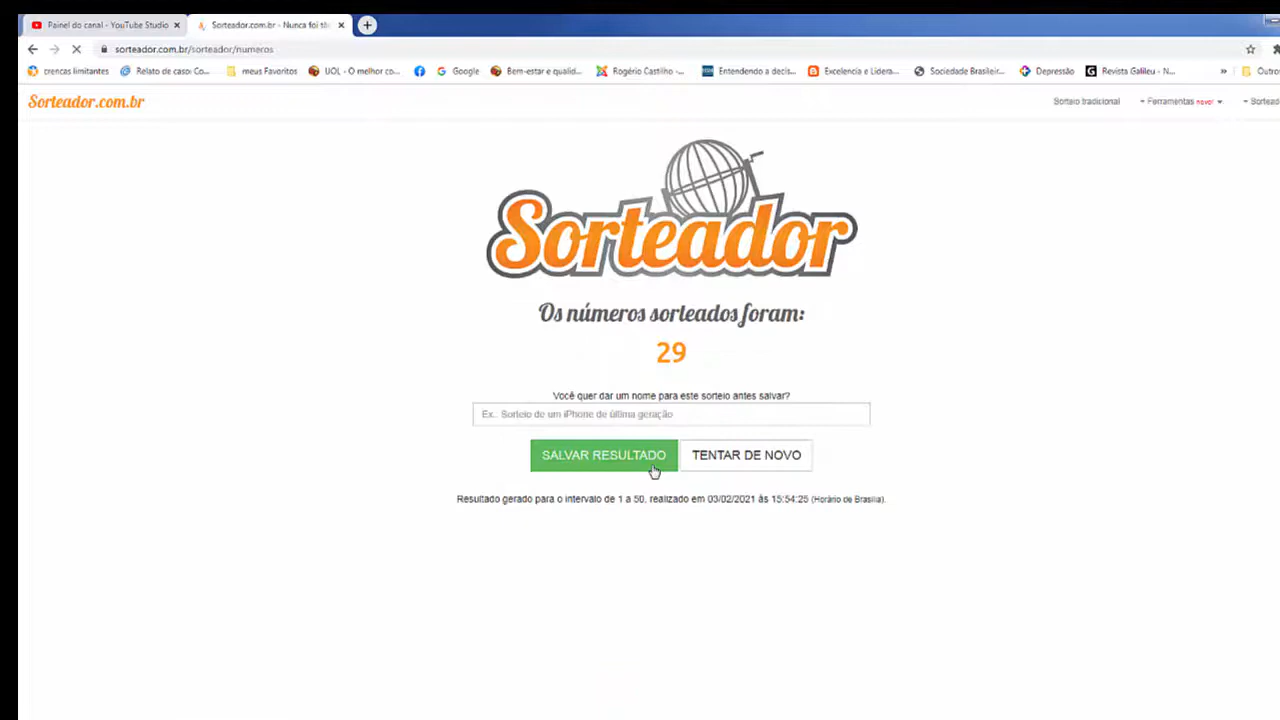 Painel do canal - YouTube Studio
Sorteador.com.br - Nunca foi tã
sorteador.com.br/sorteador/numeros
crencas limitantes
Relato de caso: Co...
meus Favoritos
UOL - O melhor co...
Google
Bem-estar e qualid...
Rogério Castilho -...
Entendendo a decis...
Excelencia e Lidera...
Sociedade Brasileir...
Depressão
Revista Galileu - N...
»
Outro
Sorteador.com.br
Sorteio tradicional
Ferramentas novo!
Sortead
Sorteador
Os números sorteados foram:
29
Você quer dar um nome para este sorteio antes salvar?
Ex.: Sorteio de um iPhone de última geração
SALVAR RESULTADO
TENTAR DE NOVO
Resultado gerado para o intervalo de 1 a 50, realizado em 03/02/2021 às 15:54:25 (Horário de Brasília).